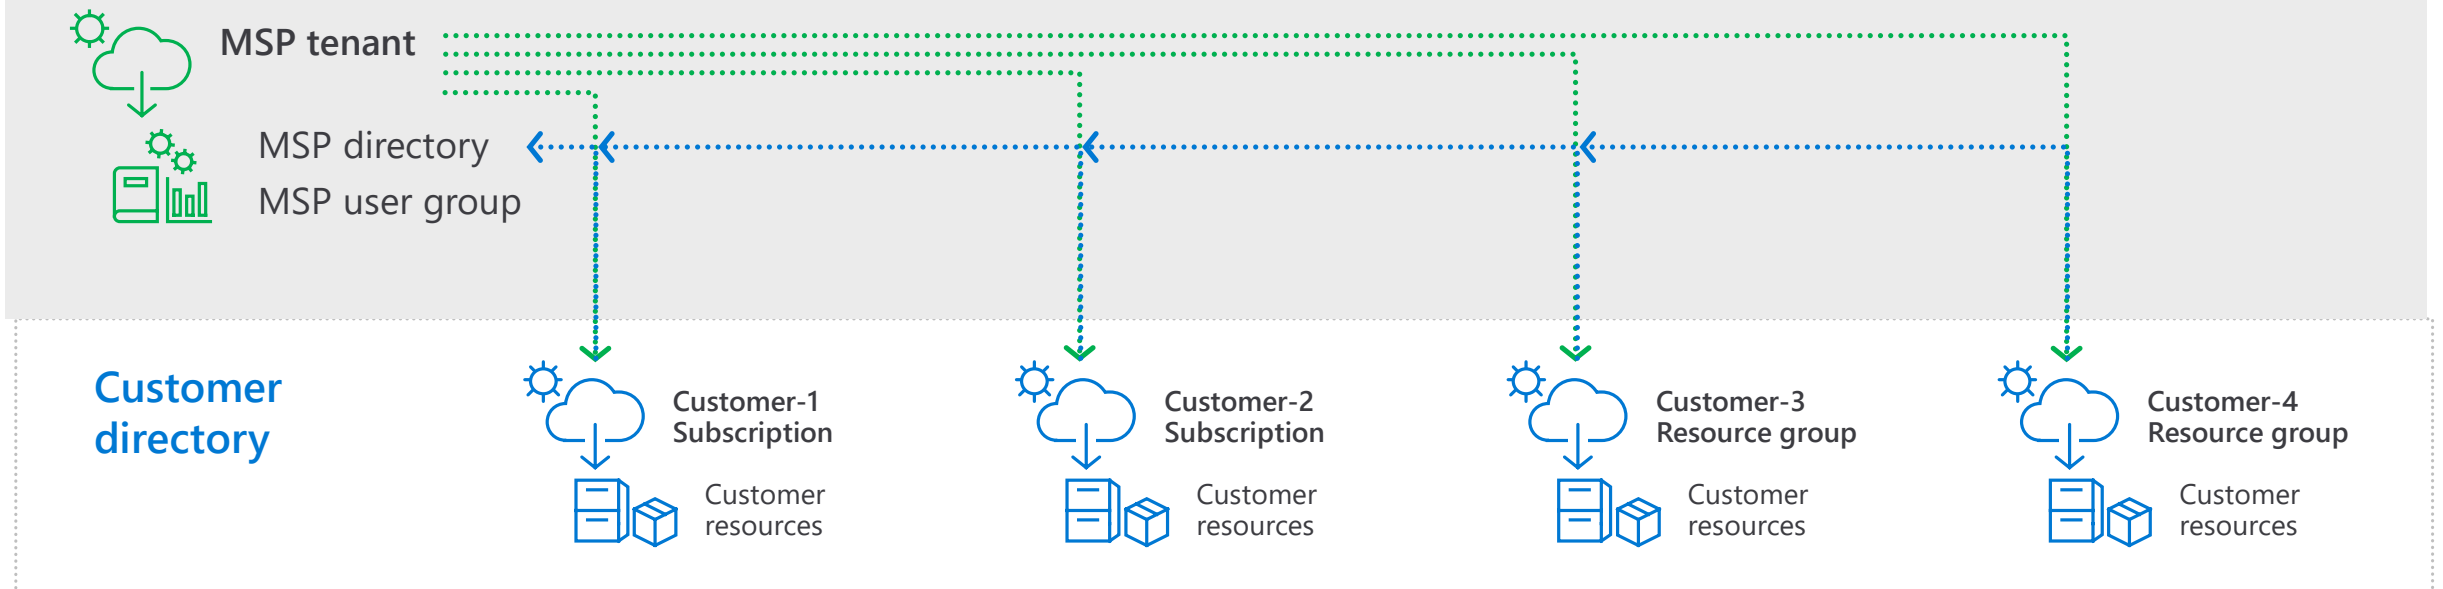 MSP tenant
MSP directory
MSP user group
Customer
directory
Customer-1
Subscription
Customer
resources
Customer-2
Subscription
Customer
resources
Customer-3
Resource group
Customer
resources
Customer-4
Resource group
Customer
resources